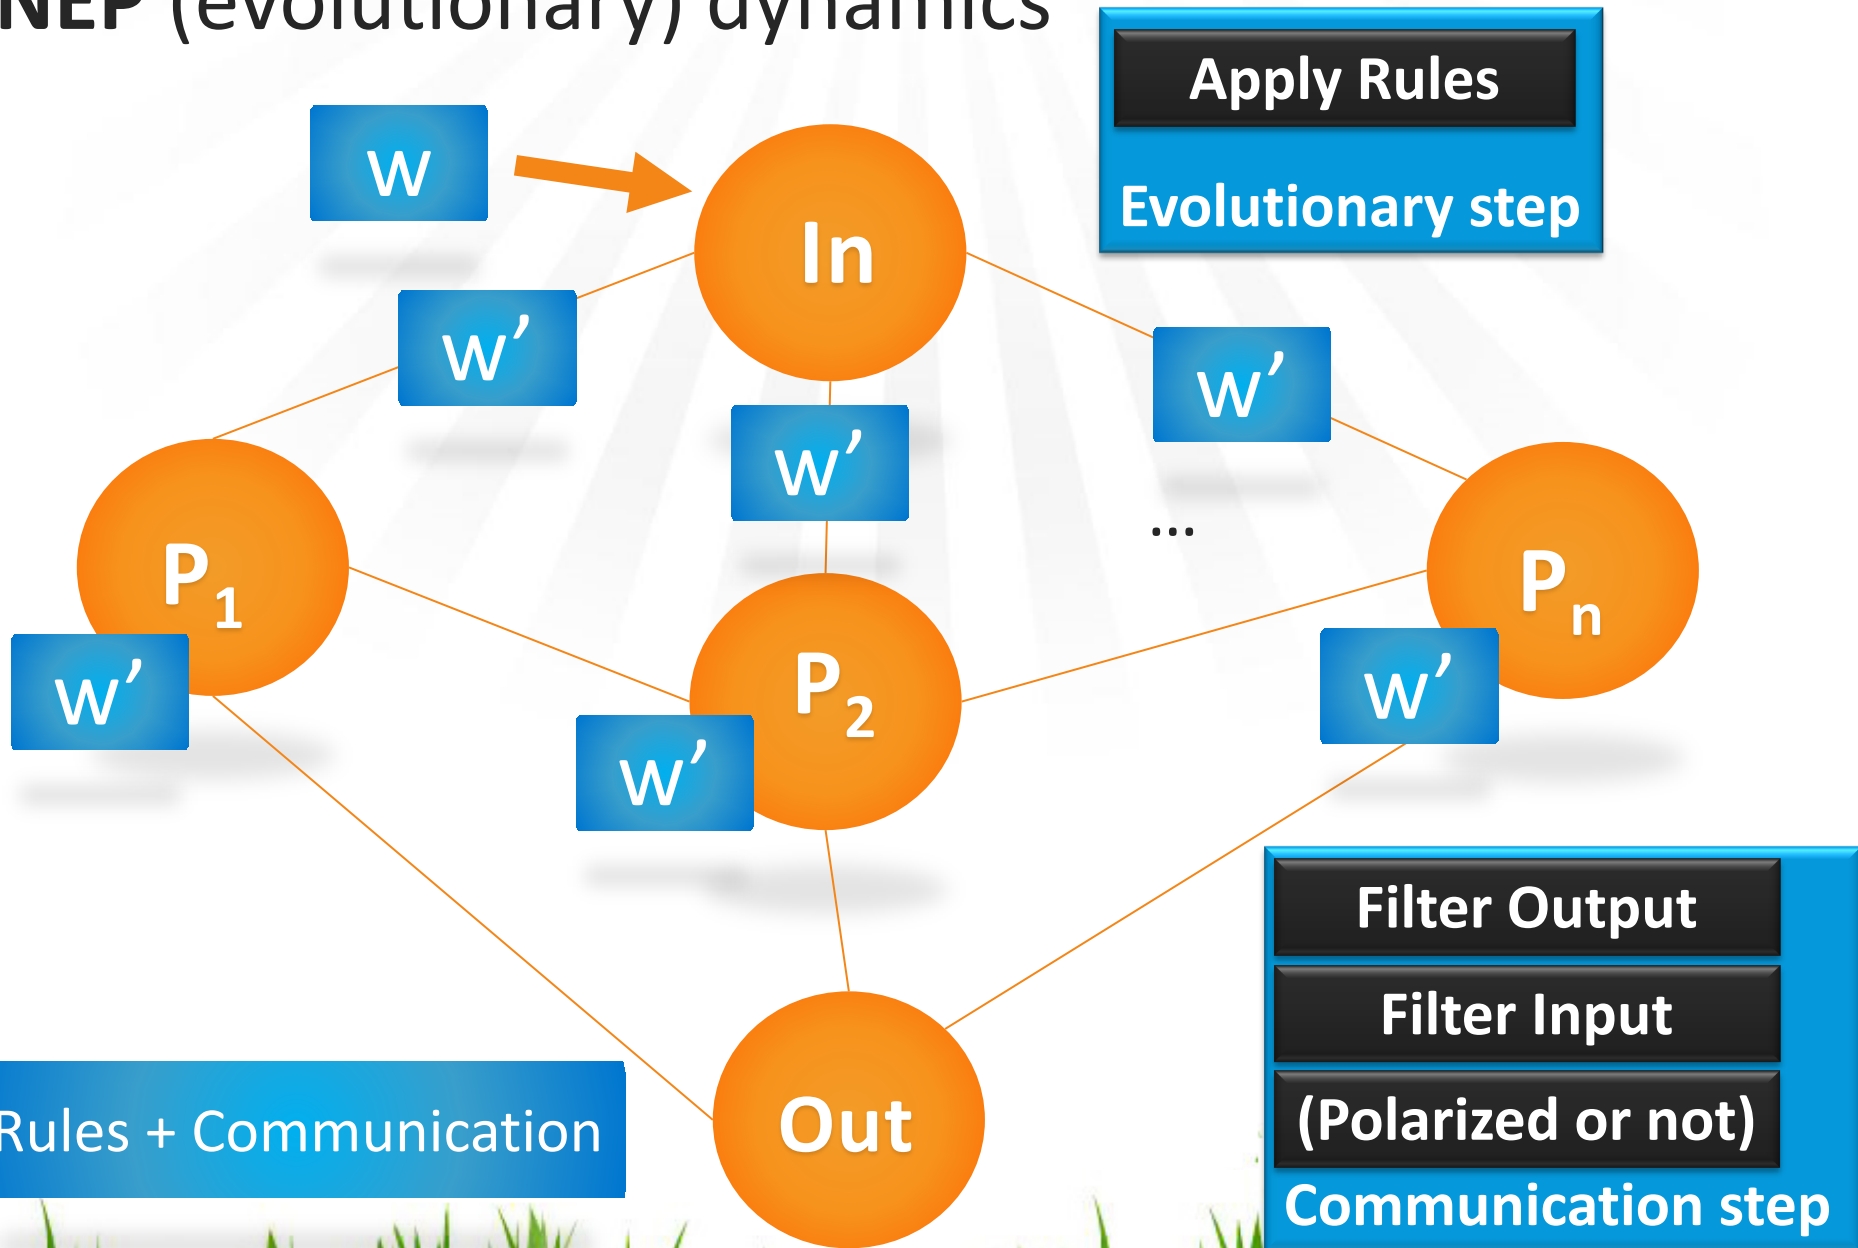 NEP (evolutionary) dynamics
Apply Rules
Evolutionary step
w
In
w’
w’
w’
...
P1
P2
Pn
w’
w’
w’
Filter Output
Filter Input
(Polarized or not)
Communication step
Rules + Communication
Out